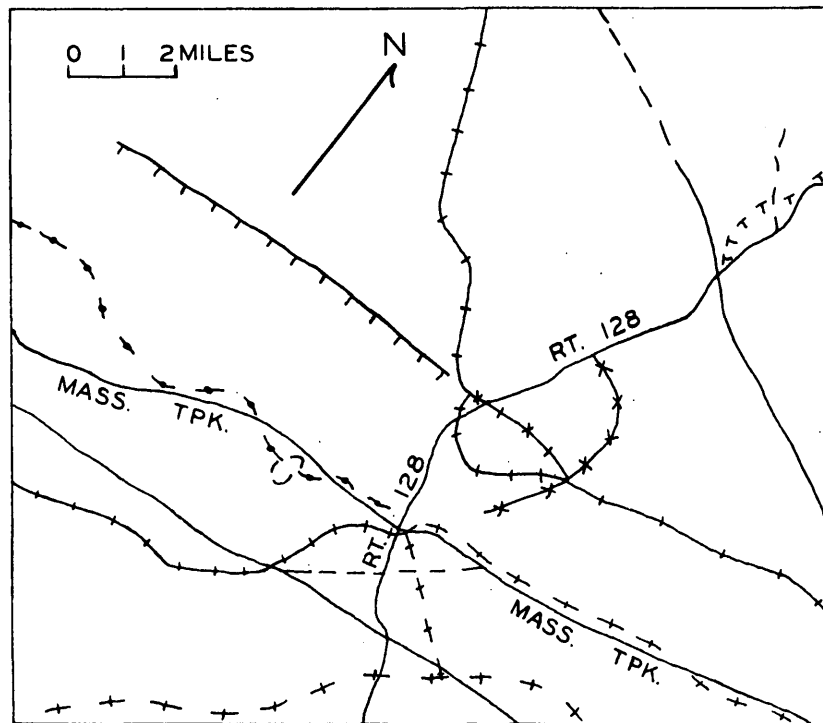 0 1 2 MILES
N
RT. 128
MASS. TPK.
RT. 128
MASS. TPK.